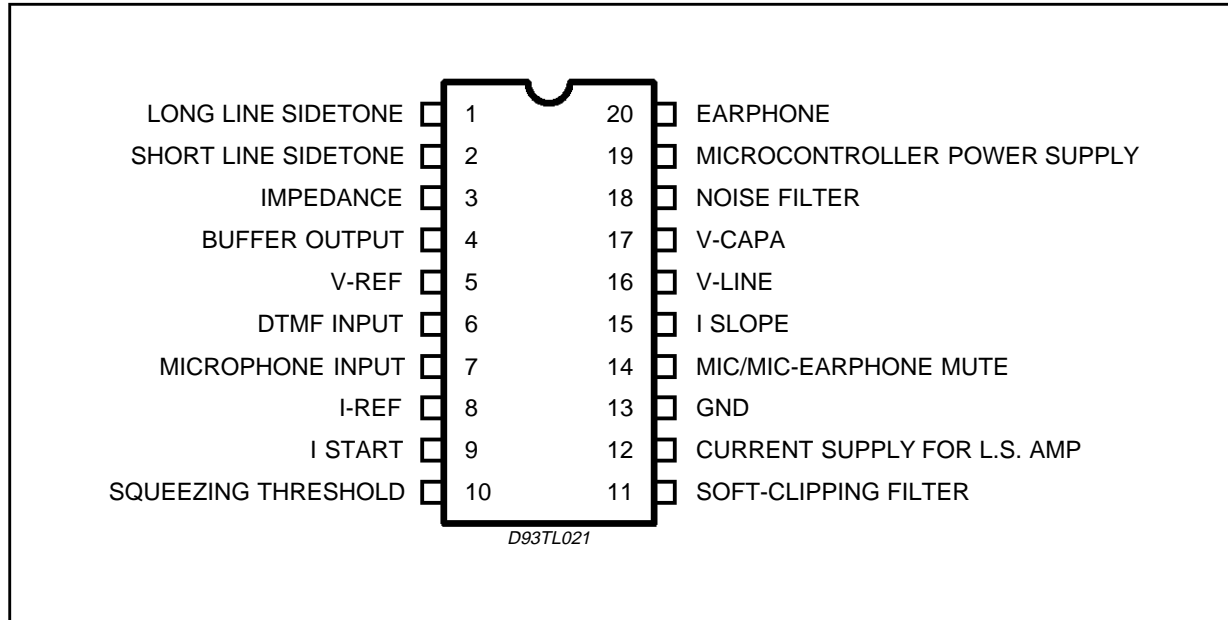 LONG LINE SIDETONE 1 20 EARPHONE
SHORT LINE SIDETONE 2 19 MICROCONTROLLER POWER SUPPLY
IMPEDANCE 3 18 NOISE FILTER
BUFFER OUTPUT 4 17 V-CAPA
V-REF 5 16 V-LINE
DTMF INPUT 6 15 I SLOPE
MICROPHONE INPUT 7 14 MIC/MIC-EARPHONE MUTE
I-REF 8 13 GND
I START 9 12 CURRENT SUPPLY FOR L.S. AMP
SQUEEZING THRESHOLD 10 11 SOFT-CLIPPING FILTER
D93TL021